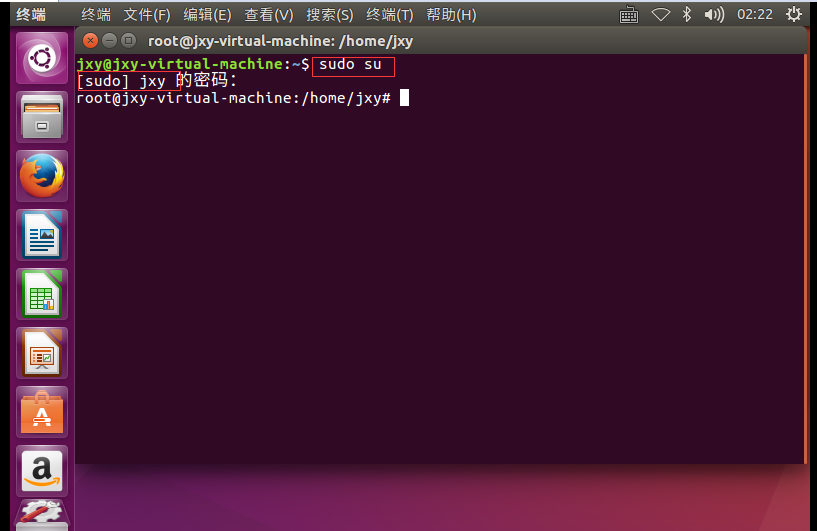 终端 终端 文件(F) 编辑(E) 查看(V) 搜索(S) 终端(T) 帮助(H) 02:22
root@jxy-virtual-machine: /home/jxy
jxy@jxy-virtual-machine:~$ sudo su
[sudo] jxy 的密码：
root@jxy-virtual-machine:/home/jxy#